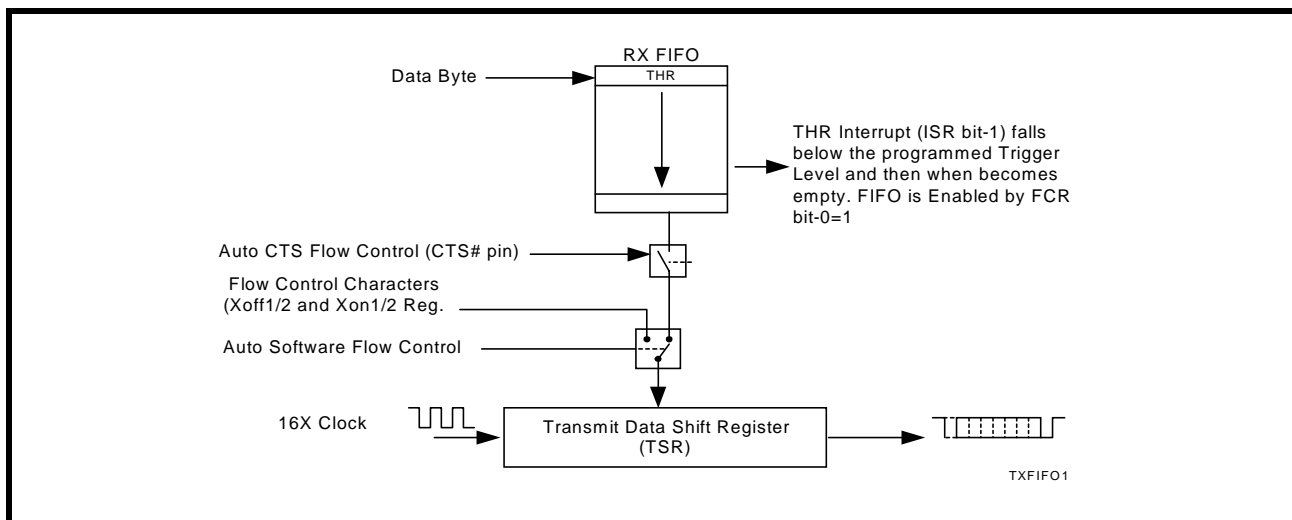 RX FIFO
Data Byte
THR
THR Interrupt (ISR bit-1) falls
below the programmed Trigger
Level and then when becomes
empty. FIFO is Enabled by FCR
bit-0=1
Auto CTS Flow Control (CTS# pin)
Flow Control Characters
(Xoff1/2 and Xon1/2 Reg.
Auto Software Flow Control
16X Clock
Transmit Data Shift Register
(TSR)
TXFIFO1